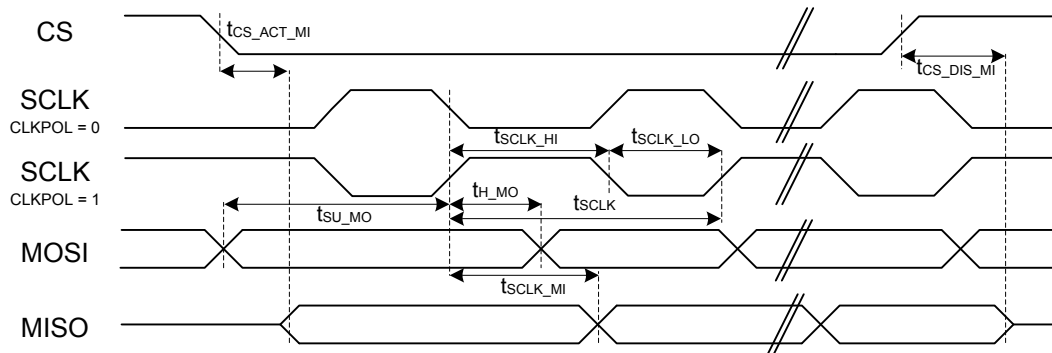 CS
tCS_ACT_MI
tCS_DIS_MI
SCLK
CLKPOL = 0
tSCLK_HI
tSCLK_LO
SCLK
CLKPOL = 1
tH_MO
tSCLK
tSU_MO
MOSI
tSCLK_MI
MISO